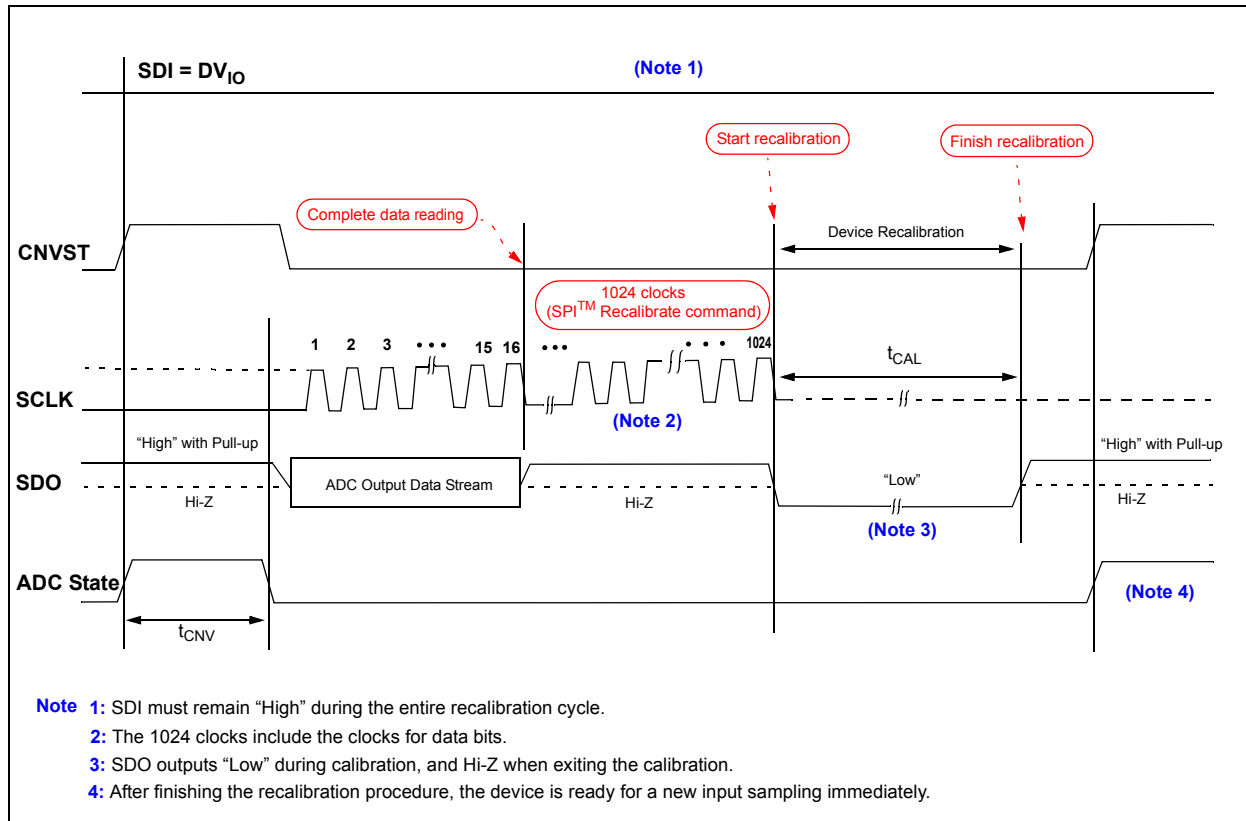 SDI = DVIO
(Note 1)
Start recalibration
Finish recalibration
Complete data reading
Device Recalibration
CNVST
1024 clocks
(SPI™ Recalibrate command)
1 2 3 ••• 15 16 ••• • • • 1024
tCAL
SCLK
(Note 2)
“High” with Pull-up
“High” with Pull-up
SDO
ADC Output Data Stream
“Low”
Hi-Z
Hi-Z
Hi-Z
(Note 3)
ADC State
(Note 4)
tCNV
Note 1: SDI must remain “High” during the entire recalibration cycle.
2: The 1024 clocks include the clocks for data bits.
3: SDO outputs “Low” during calibration, and Hi-Z when exiting the calibration.
4: After finishing the recalibration procedure, the device is ready for a new input sampling immediately.